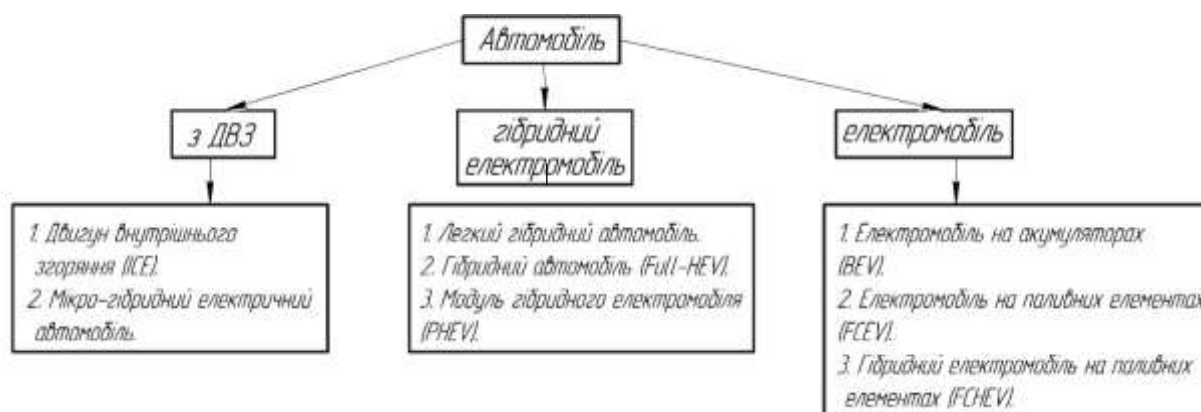 Автомобіль
з ДВЗ
гібридний
електромобіль
електромобіль
1. Двигун внутрішнього
згоряння (ICE).
2. Мікро-гібридний електричний
автомобіль.
1. Легкий гібридний автомобіль.
2. Гібридний автомобіль (Full-HEV).
3. Модуль гібридного електромобіля
(PHEV).
1. Електромобіль на акумуляторах
(BEV).
2. Електромобіль на паливних елементах
(FCEV).
3. Гібридний електромобіль на паливних
елементах (FCHEV).